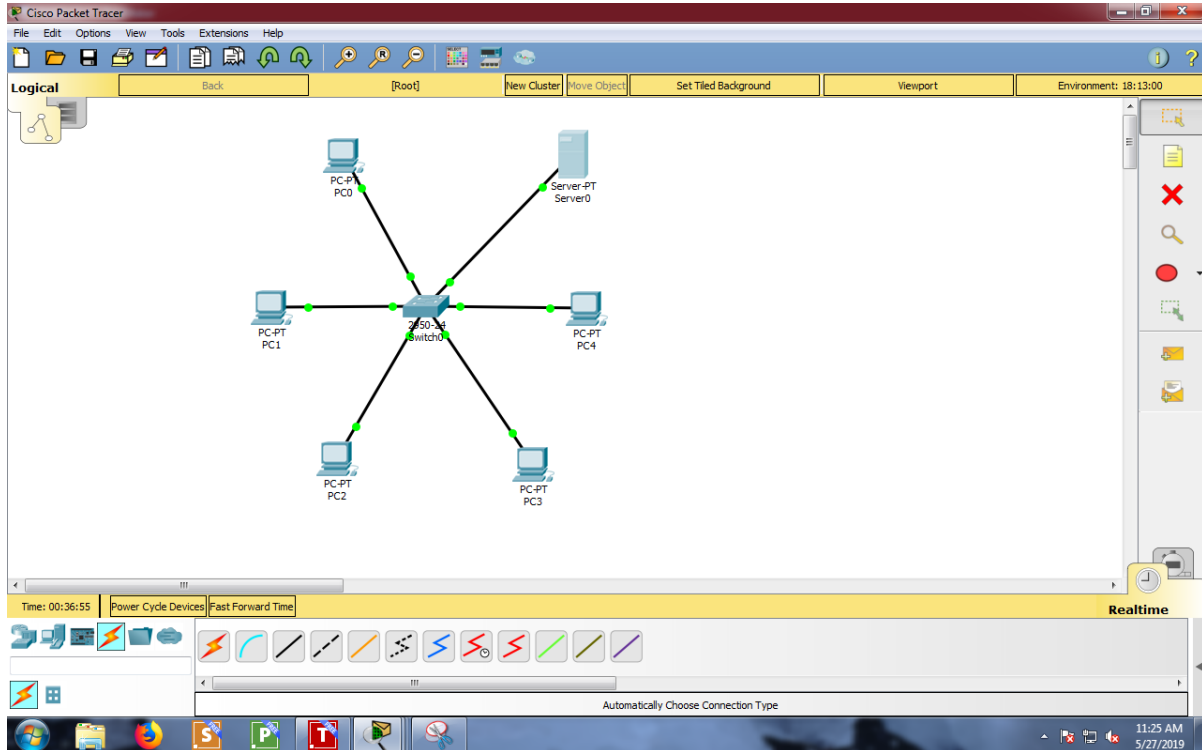 Cisco Packet Tracer
File Edit Options View Tools Extensions Help
Logical Back [Root] New Cluster Move Object Set Tiled Background Viewport Environment: 18:13:00
PC-PT
PC0
Server-PT
Server0
PC-PT
PC1
2950-24
Switch0
PC-PT
PC4
PC-PT
PC2
PC-PT
PC3
Time: 00:36:55 Power Cycle Devices Fast Forward Time Realtime
Automatically Choose Connection Type
S P T
11:25 AM
5/27/2019